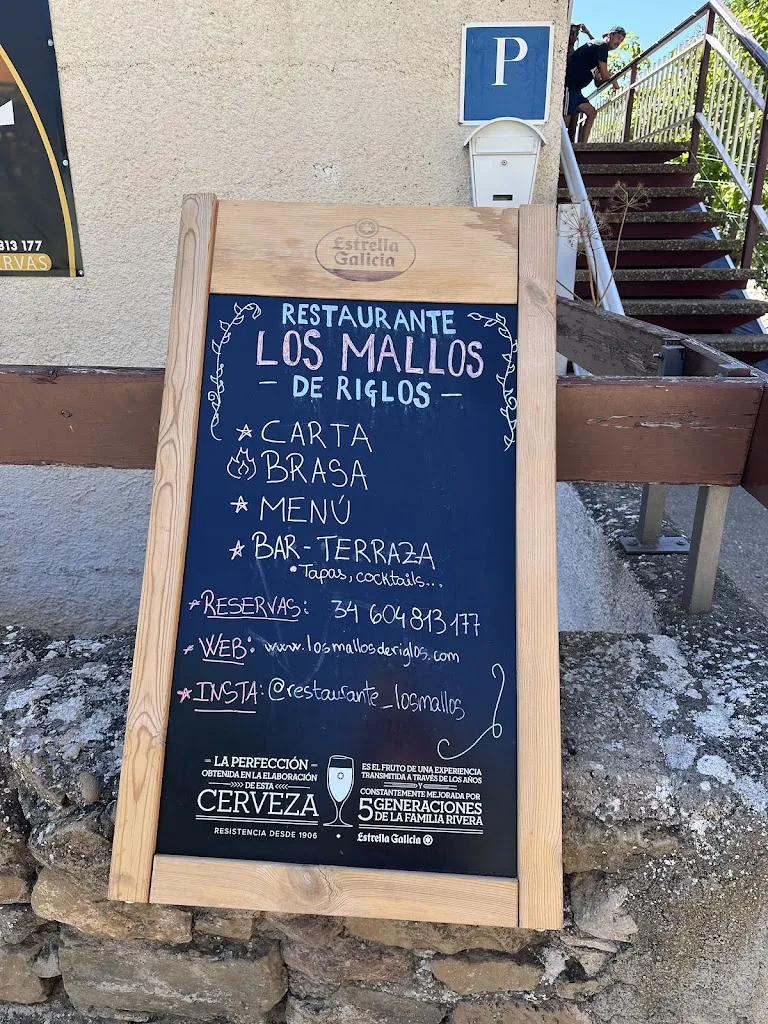 P
813 177
RVAS
Estrella
Galicia
RESTAURANTE
LOS MALLOS
- DE RIGLOS -
CARTA
BRASA
MENÚ
BAR - TERRAZA
• Tapas, cocktails...
RESERVAS: 34 604 813 177
WEB: www.losmallosderiglos.com
INSTA: @restaurante_losmallos
LA PERFECCIÓN
OBTENIDA EN LA ELABORACIÓN
DE ESTA
CERVEZA
RESISTENCIA DESDE 1906
ES EL FRUTO DE UNA EXPERIENCIA
TRANSMITIDA A TRAVÉS DE LOS AÑOS
Y
CONSTANTEMENTE MEJORADA POR
5 GENERACIONES
DE LA FAMILIA RIVERA
Estrella Galicia